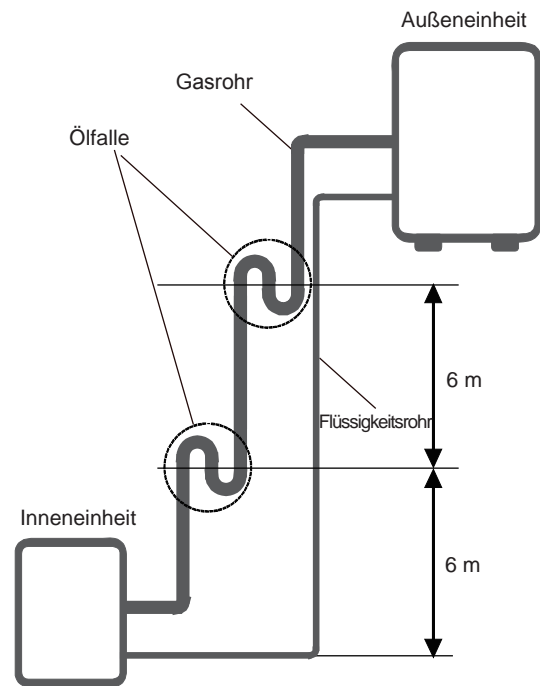 Außeneinheit
Gasrohr
Ölfalle
6 m
Flüssigkeitsrohr
Inneneinheit
6 m